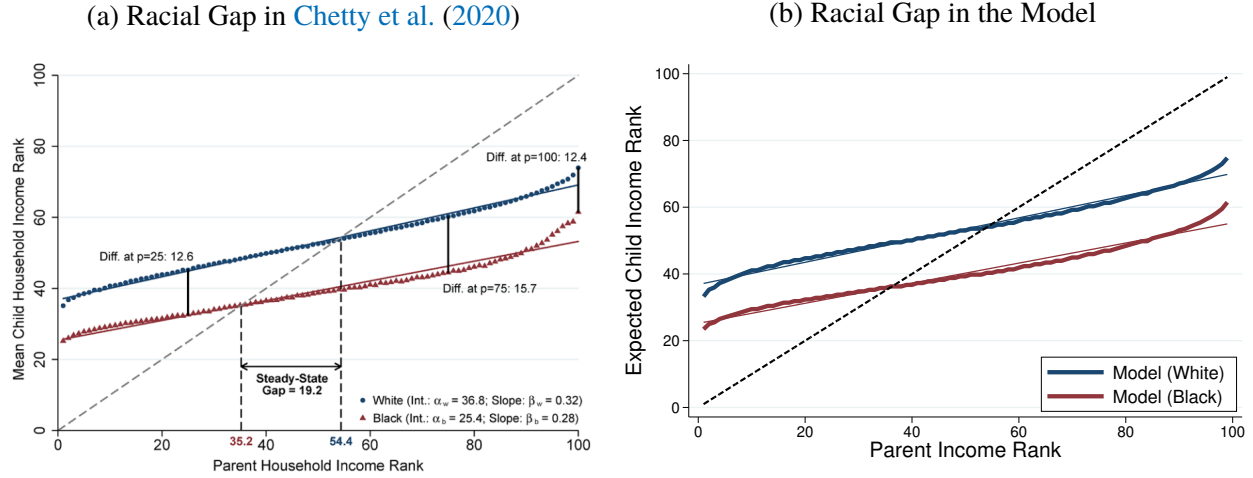 (a) Racial Gap in Chetty et al. (2020)
100
80
60
40
20
0
Mean Child Household Income Rank
Diff. at p=100: 12.4
Diff. at p=25: 12.6
Diff. at p=75: 15.7
Steady-State
Gap = 19.2
White (Int.: α_w = 36.8; Slope: β_w = 0.32)
Black (Int.: α_b = 25.4; Slope: β_b = 0.28)
0 20 35.2 40 54.4 60 80 100
Parent Household Income Rank
(b) Racial Gap in the Model
100
80
60
40
20
0
Expected Child Income Rank
Model (White)
Model (Black)
0 20 40 60 80 100
Parent Income Rank